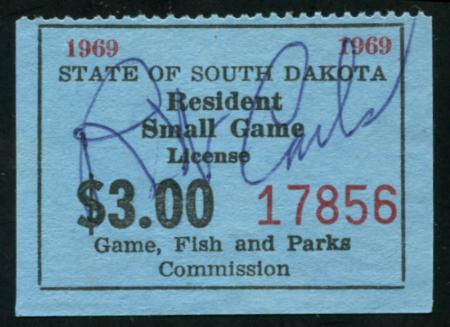 1969 1969
STATE OF SOUTH DAKOTA
Resident
Small Game
License
$3.00 17856
Game, Fish and Parks
Commission